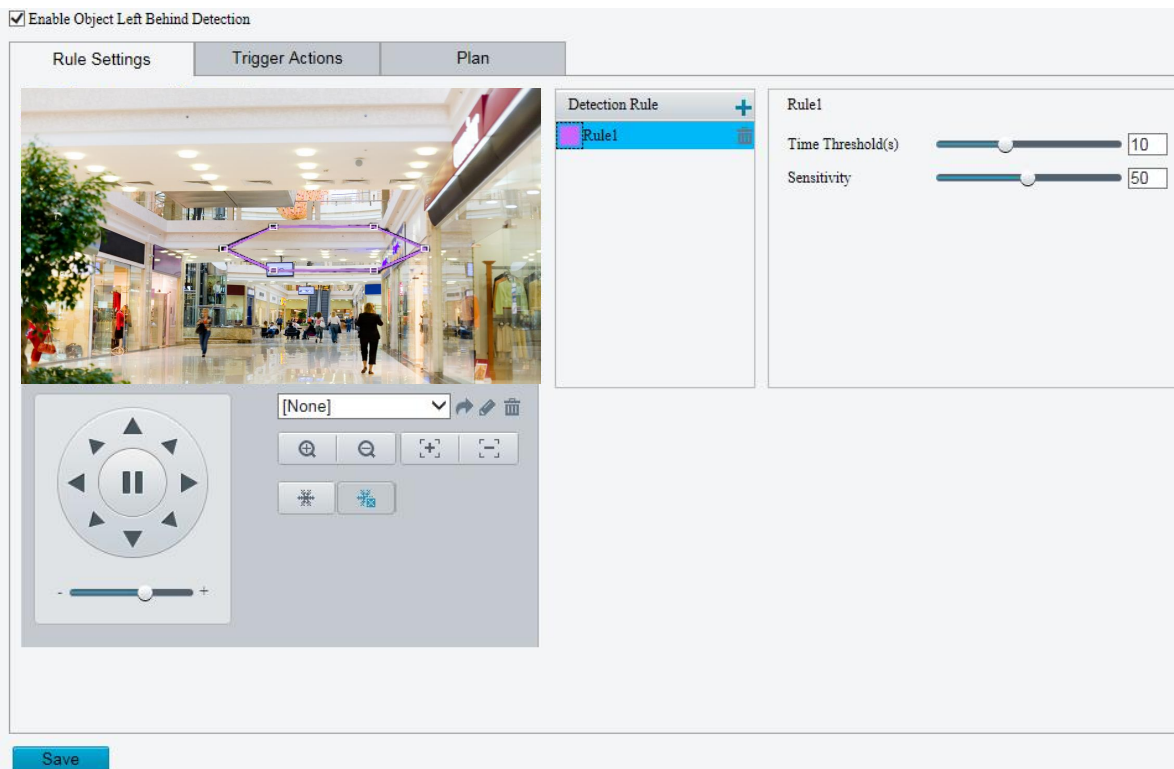 Enable Object Left Behind Detection
Rule Settings
Trigger Actions
Plan
Detection Rule
Rule1
Rule1
Time Threshold(s)
10
Sensitivity
50
[None]
- +
Save